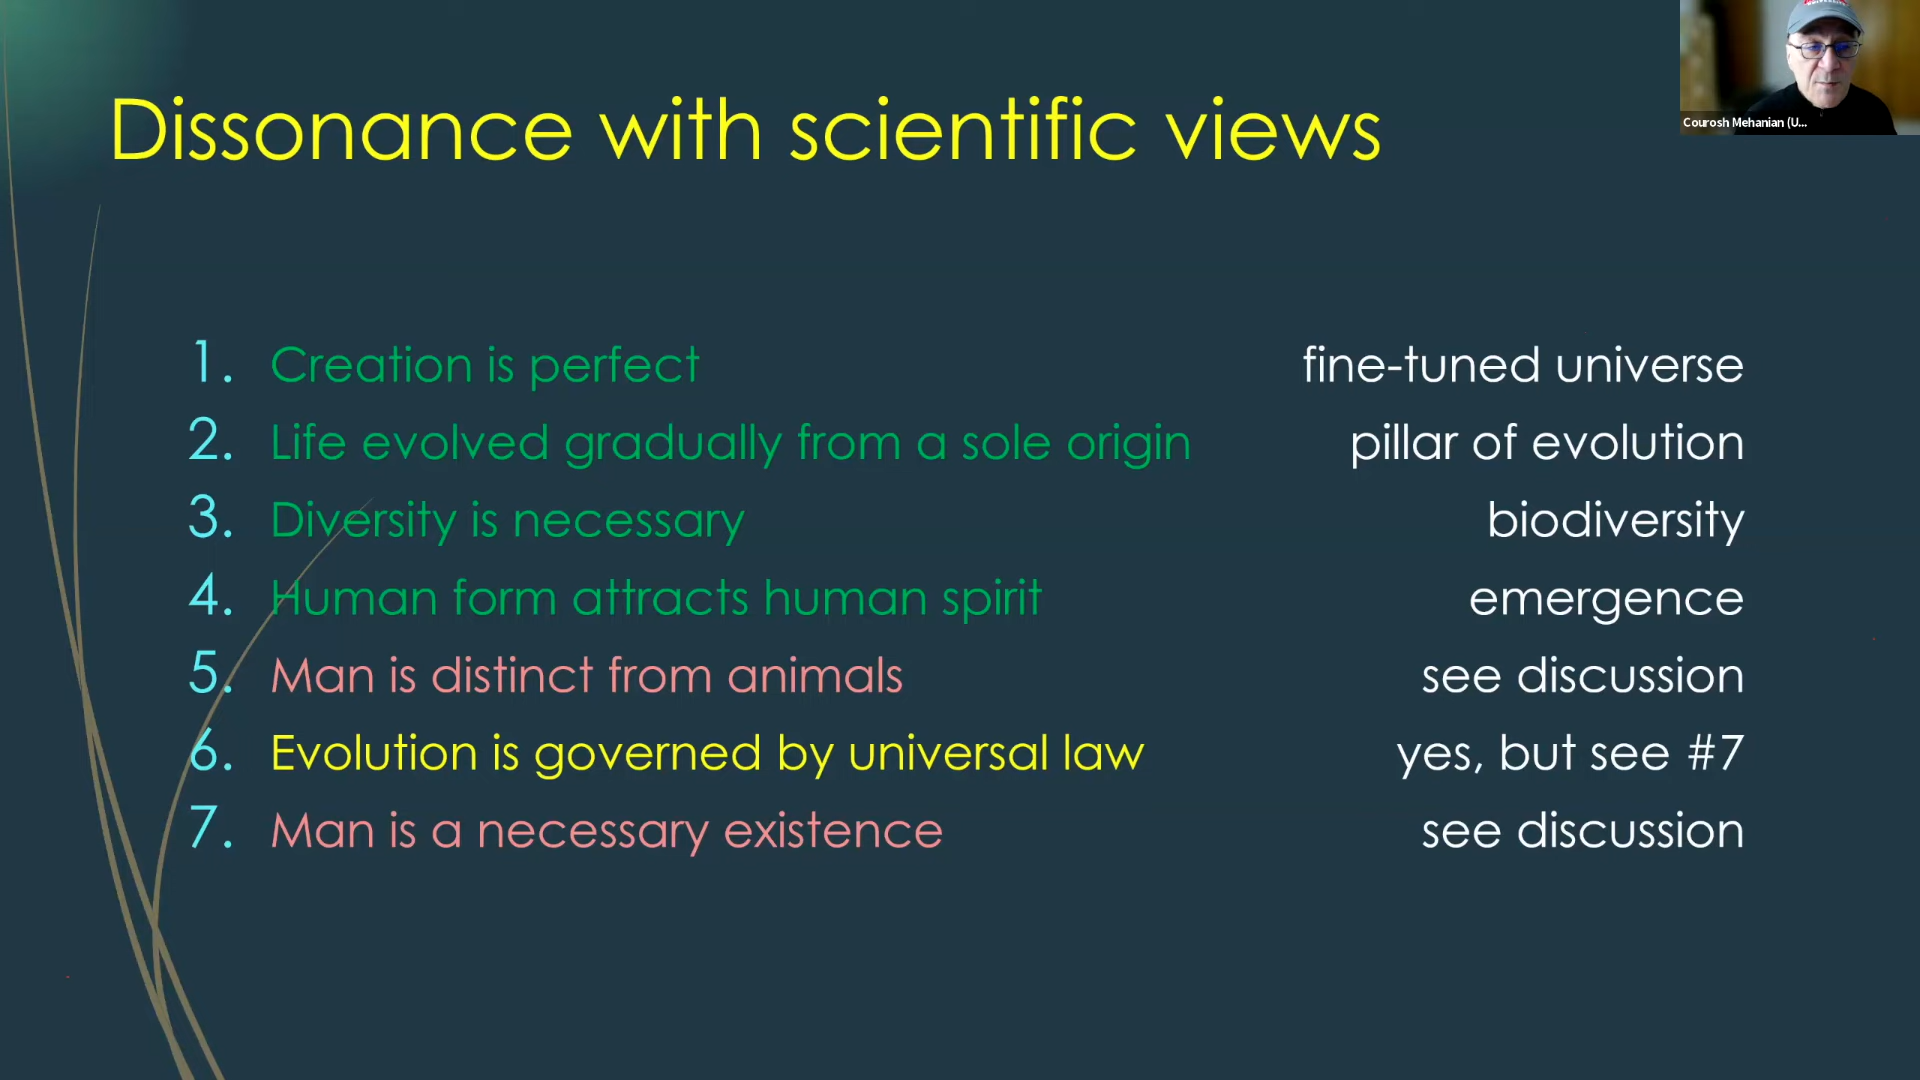 Dissonance with scientific views
Courosh Mehanian (U...
1. Creation is perfect fine-tuned universe
2. Life evolved gradually from a sole origin pillar of evolution
3. Diversity is necessary biodiversity
4. Human form attracts human spirit emergence
5. Man is distinct from animals see discussion
6. Evolution is governed by universal law yes, but see #7
7. Man is a necessary existence see discussion